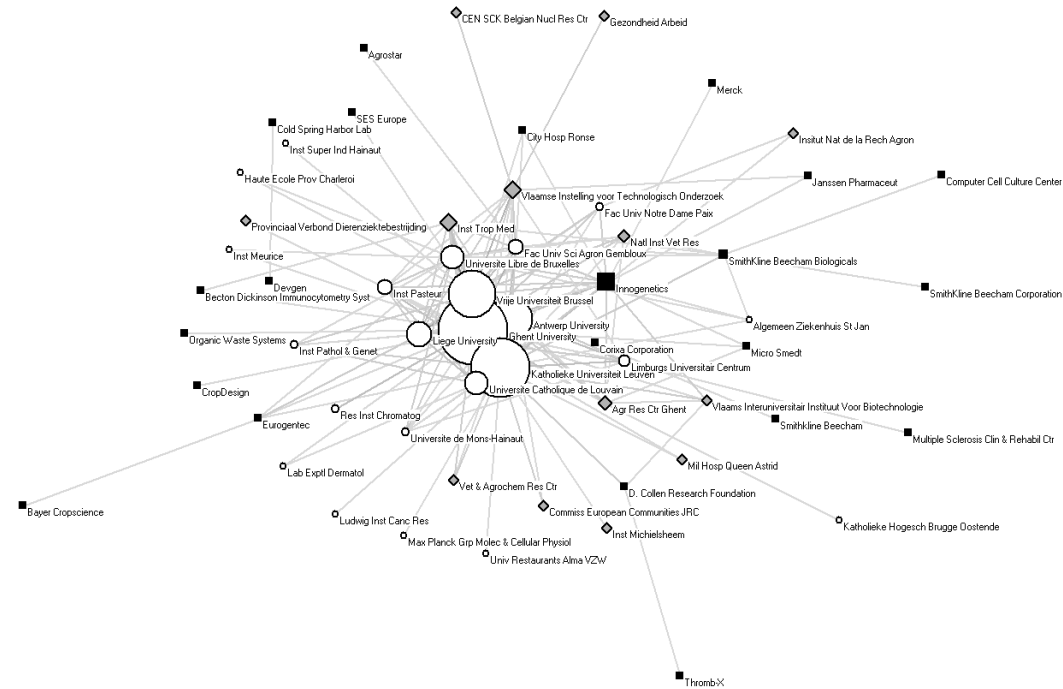 CEN SCK Belgian Nucl Res Ctr
Gezondheid Arbeid
Agrostar
Merck
SES Europe
Cold Spring Harbor Lab
City Hosp Ronse
Insitut Nat de la Rech Agron
Inst Super Ind Hainaut
Haute Ecole Prov Charleroi
Janssen Pharmaceut
Computer Cell Culture Center
Vlaamse Instelling voor Technologisch Onderzoek
Fac Univ Notre Dame Paix
Provinciaal Verbond Dierenziektebestrijding
Inst Trop Med
Natl Inst Vet Res
Inst Meurice
Fac Univ Sci Agron Gembloux
Universite Libre de Bruxelles
SmithKline Beecham Biologicals
Devgen
Innogenetics
Becton Dickinson Immunocytometry Syst
Inst Pasteur
SmithKline Beecham Corporation
Vrije Universiteit Brussel
Antwerp University
Algemeen Ziekenhuis St Jan
Ghent University
Organic Waste Systems
Liege University
Inst Pathol & Genet
Corixa Corporation
Micro Smedt
Limburgs Universitair Centrum
Katholieke Universiteit Leuven
Universite Catholique de Louvain
CropDesign
Vlaams Interuniversitair Instituut Voor Biotechnologie
Agr Res Ctr Ghent
Res Inst Chromatog
Eurogentec
Smithkline Beecham
Universite de Mons-Hainaut
Multiple Sclerosis Clin & Rehabil Ctr
Mil Hosp Queen Astrid
Lab Exptl Dermatol
Vet & Agrochem Res Ctr
D. Collen Research Foundation
Bayer Cropscience
Commiss European Communities JRC
Ludwig Inst Canc Res
Katholieke Hogesch Brugge Oostende
Inst Michielsheem
Max Planck Grp Molec & Cellular Physiol
Univ Restaurants Alma VZW
Thromb-X